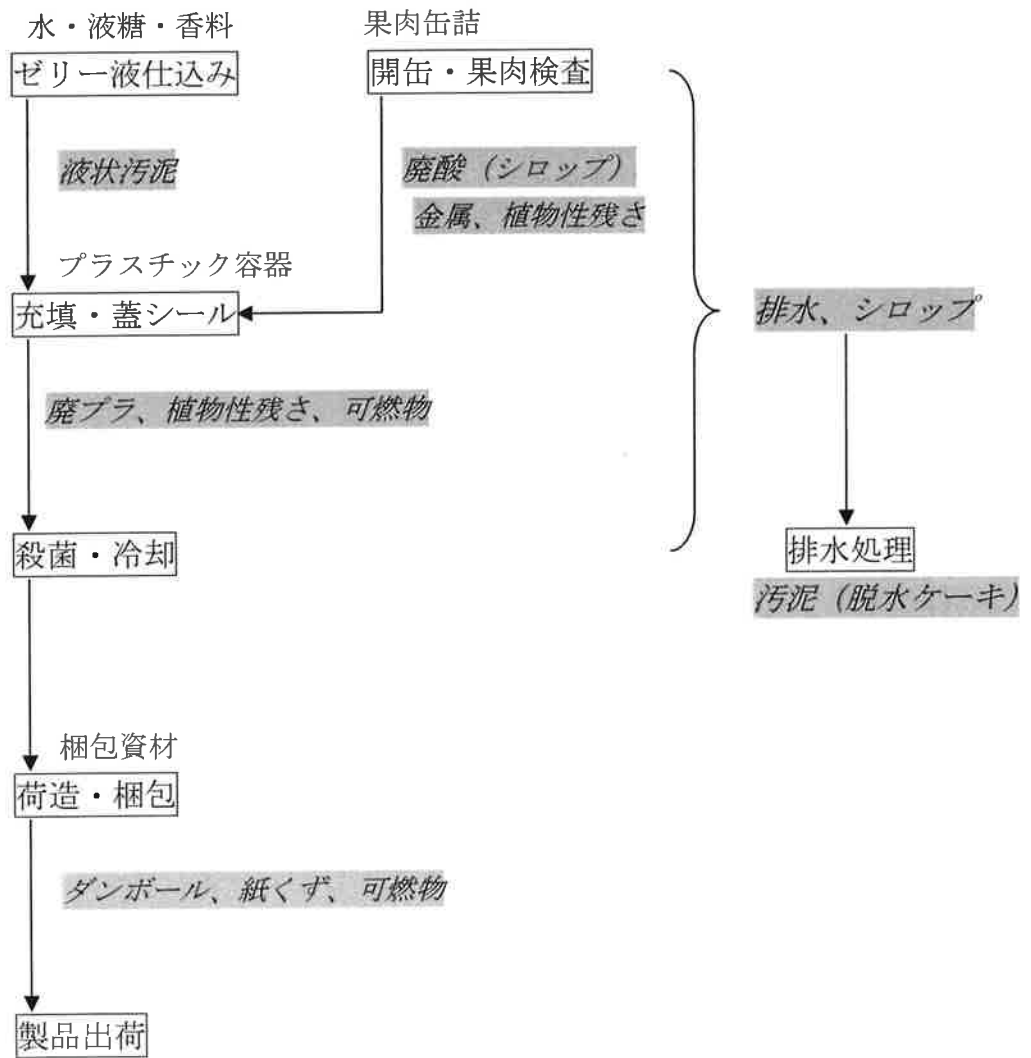 水・液糖・香料
ゼリー液仕込み
果肉缶詰
開缶・果肉検査
液状汚泥
廃酸（シロップ）
金属、植物性残さ
プラスチック容器
充填・蓋シール
廃プラ、植物性残さ、可燃物
殺菌・冷却
排水、シロップ
排水処理
汚泥（脱水ケーキ）
梱包資材
荷造・梱包
ダンボール、紙くず、可燃物
製品出荷